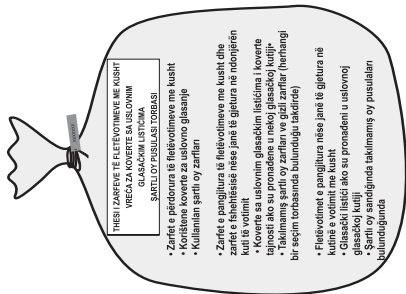 THESI I ZARFEVE TË FLETËVOTIMEVE ME KUSHT
VREĆA ZA KOVERTE SA USLOVNIM
GLASAČKIM LISTIĆIMA
ŞARTLI OY PUSULASI TORBASI
• Zarfet e përdorura të fletëvotimeve me kusht
• Korištene koverte za uslovno glasanje
• Kullanılan şartlı oy zarfları
• Zarfet e pangjitura të fletëvotimeve me kusht dhe
zarfet e fshehtësisë nëse janë të gjetura në ndonjërën
kuti të votimit
• Koverte sa uslovnim glasačkim listićima i koverte
tajnosti ako su pronađene u nekoj glasačkoj kutiji•
• Takılmamış şartlı oy zarfları ve gizli zarflar (herhangi
bir seçim torbasında bulunduğu takdirde)
• Fletëvotimet e pangjitura nëse janë të gjetura në
kutinë e votimit me kusht
• Glasački listići ako su pronađeni u uslovnoj
glasačkoj kutiji
• Şartlı oy sandığında takılmamış oy pusulaları
bulunduğunda